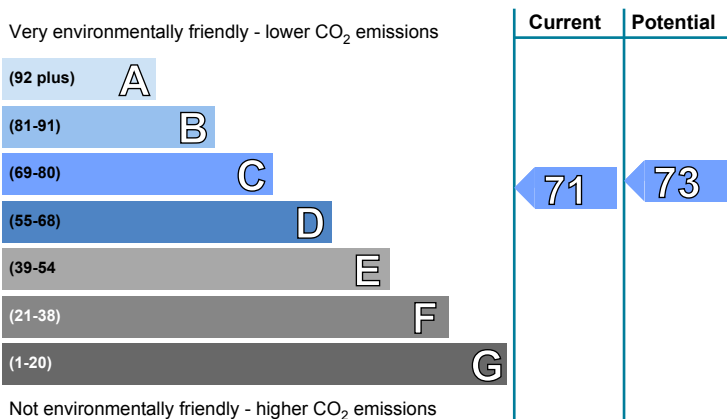 Current Potential
Very environmentally friendly - lower CO2 emissions
(92 plus) A
(81-91) B
(69-80) C
71 73
(55-68) D
(39-54 E
(21-38) F
(1-20) G
Not environmentally friendly - higher CO2 emissions